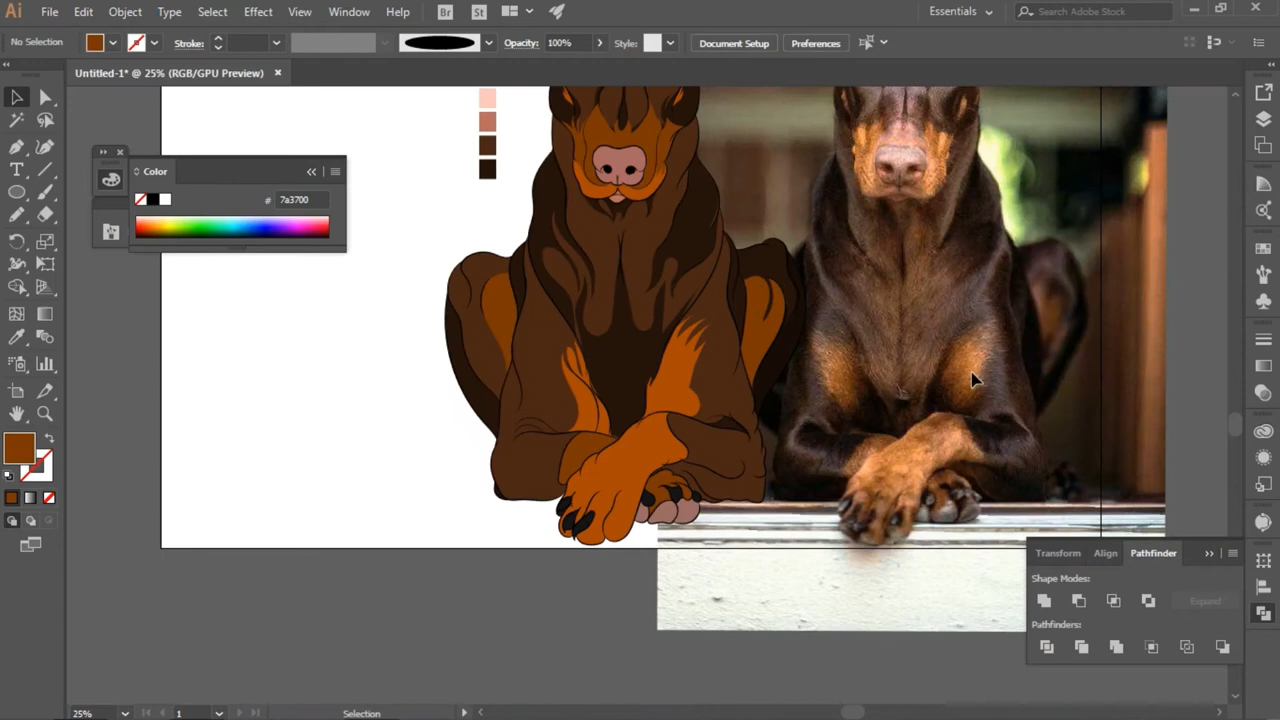 Ai File Edit Object Type Select Effect View Window Help Br St Essentials Search Adobe Stock
No Selection Stroke: Opacity: 100% Style: Document Setup Preferences
Untitled-1* @ 25% (RGB/GPU Preview)
Color
# 7a3700
Transform Align Pathfinder
Shape Modes:
Expand
Pathfinders:
25% 1 Selection